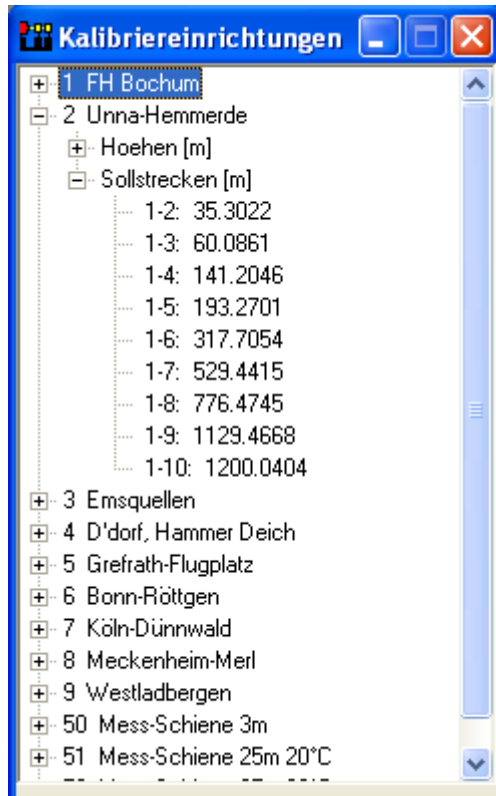 Kalibriereinrichtungen
1 FH Bochum
2 Unna-Hemmerde
Hoehen [m]
Sollstrecken [m]
1-2: 35.3022
1-3: 60.0861
1-4: 141.2046
1-5: 193.2701
1-6: 317.7054
1-7: 529.4415
1-8: 776.4745
1-9: 1129.4668
1-10: 1200.0404
3 Emsquellen
4 D'dorf, Hammer Deich
5 Grefrath-Flugplatz
6 Bonn-Röttgen
7 Köln-Dünnwald
8 Meckenheim-Merl
9 Westladbergen
50 Mess-Schiene 3m
51 Mess-Schiene 25m 20°C